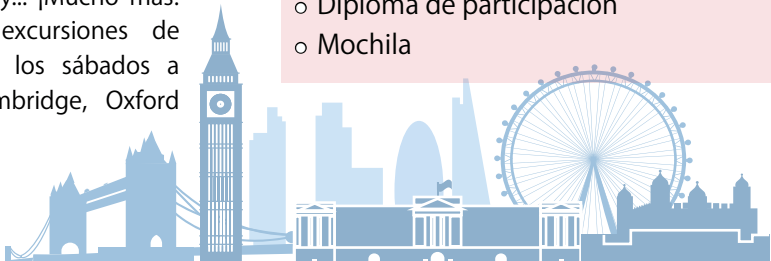 y... ¡Mucho más!
excursiones de
los sábados a
mbridge, Oxford
Diploma de participación
Mochila